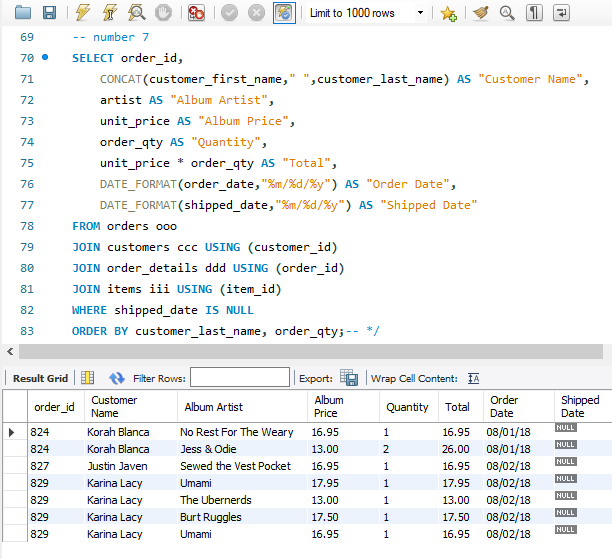 Limit to 1000 rows
69 -- number 7
70 SELECT order_id,
71 CONCAT(customer_first_name," ",customer_last_name) AS "Customer Name",
72 artist AS "Album Artist",
73 unit_price AS "Album Price",
74 order_qty AS "Quantity",
75 unit_price * order_qty AS "Total",
76 DATE_FORMAT(order_date,"%m/%d/%y") AS "Order Date",
77 DATE_FORMAT(shipped_date,"%m/%d/%y") AS "Shipped Date"
78 FROM orders ooo
79 JOIN customers ccc USING (customer_id)
80 JOIN order_details ddd USING (order_id)
81 JOIN items iii USING (item_id)
82 WHERE shipped_date IS NULL
83 ORDER BY customer_last_name, order_qty;-- */
Result Grid Filter Rows: Export: Wrap Cell Content: IA
order_id Customer Name Album Artist Album Price Quantity Total Order Date Shipped Date
824 Korah Blanca No Rest For The Weary 16.95 1 16.95 08/01/18 NULL
824 Korah Blanca Jess & Odie 13.00 2 26.00 08/01/18 NULL
827 Justin Javen Sewed the Vest Pocket 16.95 1 16.95 08/02/18 NULL
829 Karina Lacy Umami 17.95 1 17.95 08/02/18 NULL
829 Karina Lacy The Ubernerds 13.00 1 13.00 08/02/18 NULL
829 Karina Lacy Burt Ruggles 17.50 1 17.50 08/02/18 NULL
829 Karina Lacy Umami 16.95 1 16.95 08/02/18 NULL